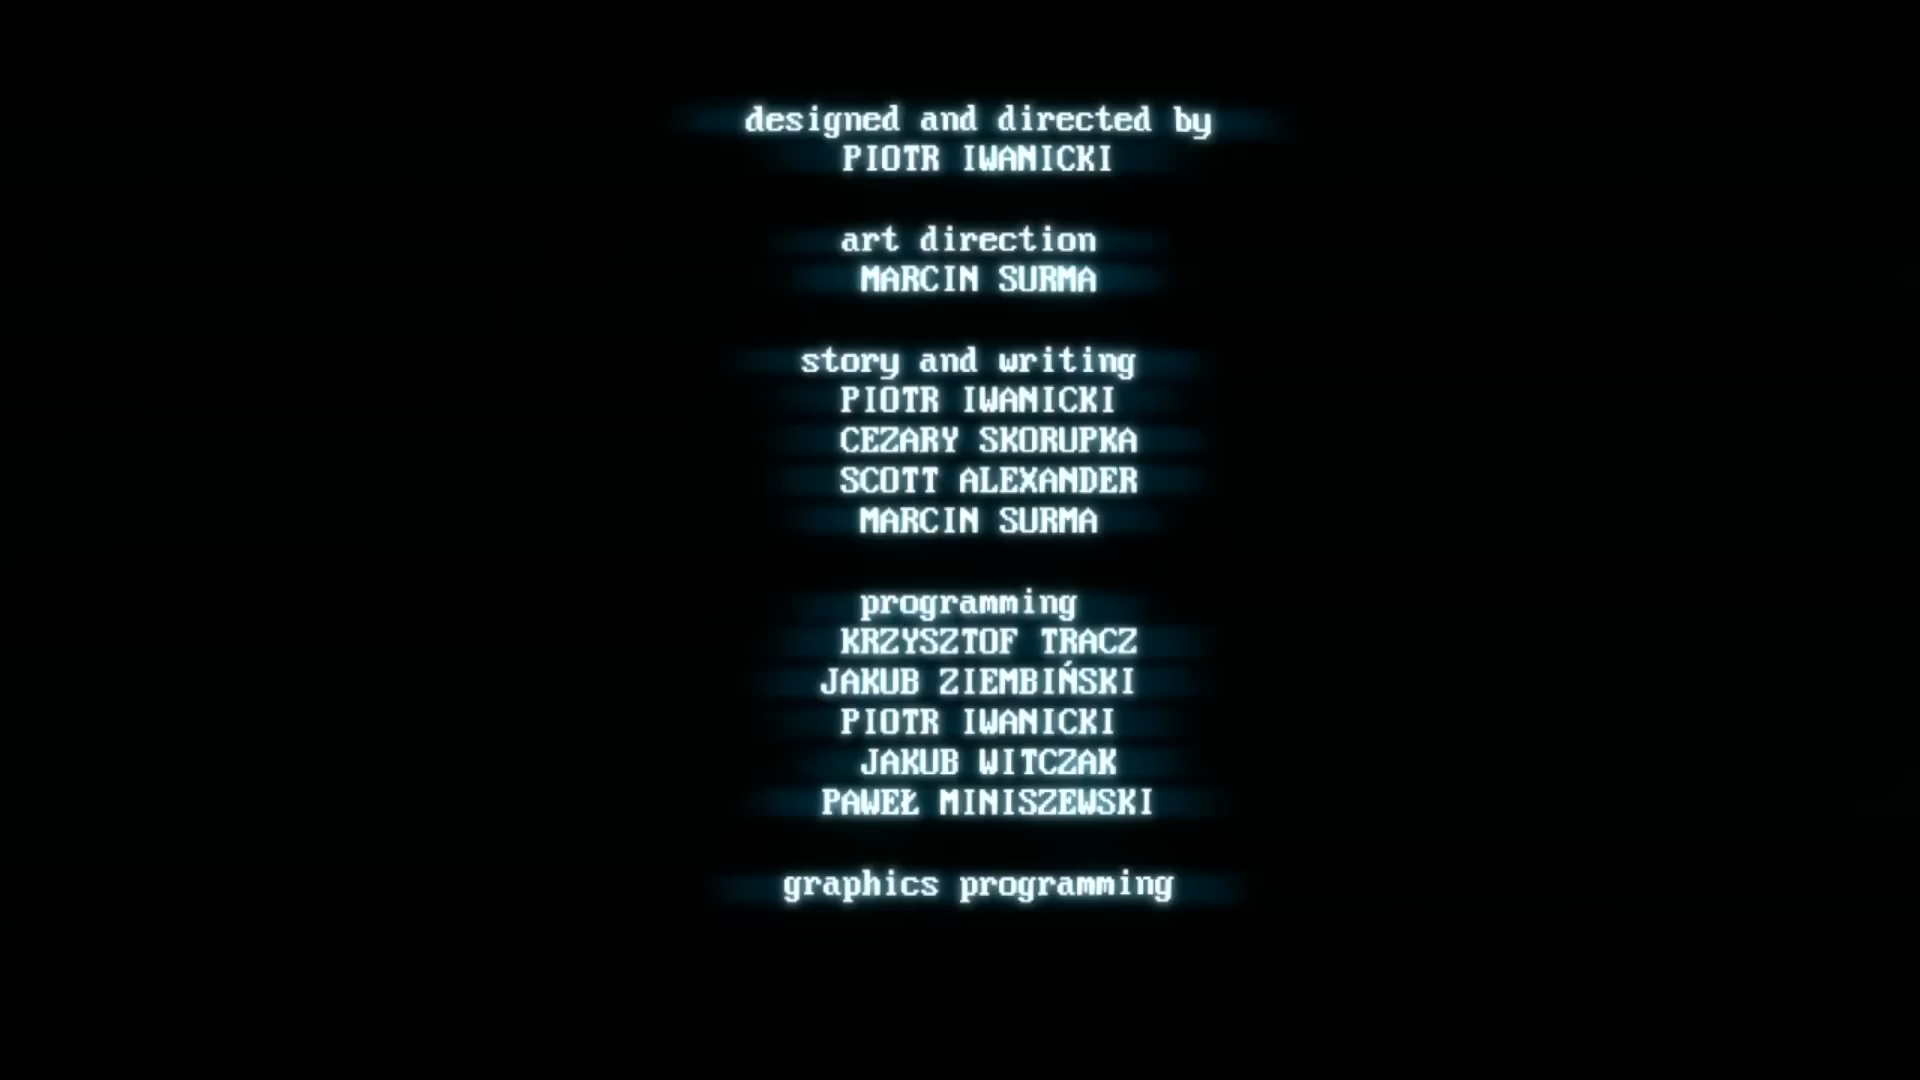 designed and directed by
PIOTR IWANICKI
art direction
MARCIN SURMA
story and writing
PIOTR IWANICKI
CEZARY SKORUPKA
SCOTT ALEXANDER
MARCIN SURMA
programming
KRZYSZTOF TRACZ
JAKUB ZIEMBIŃSKI
PIOTR IWANICKI
JAKUB WITCZAK
PAWEŁ MINISZEWSKI
graphics programming